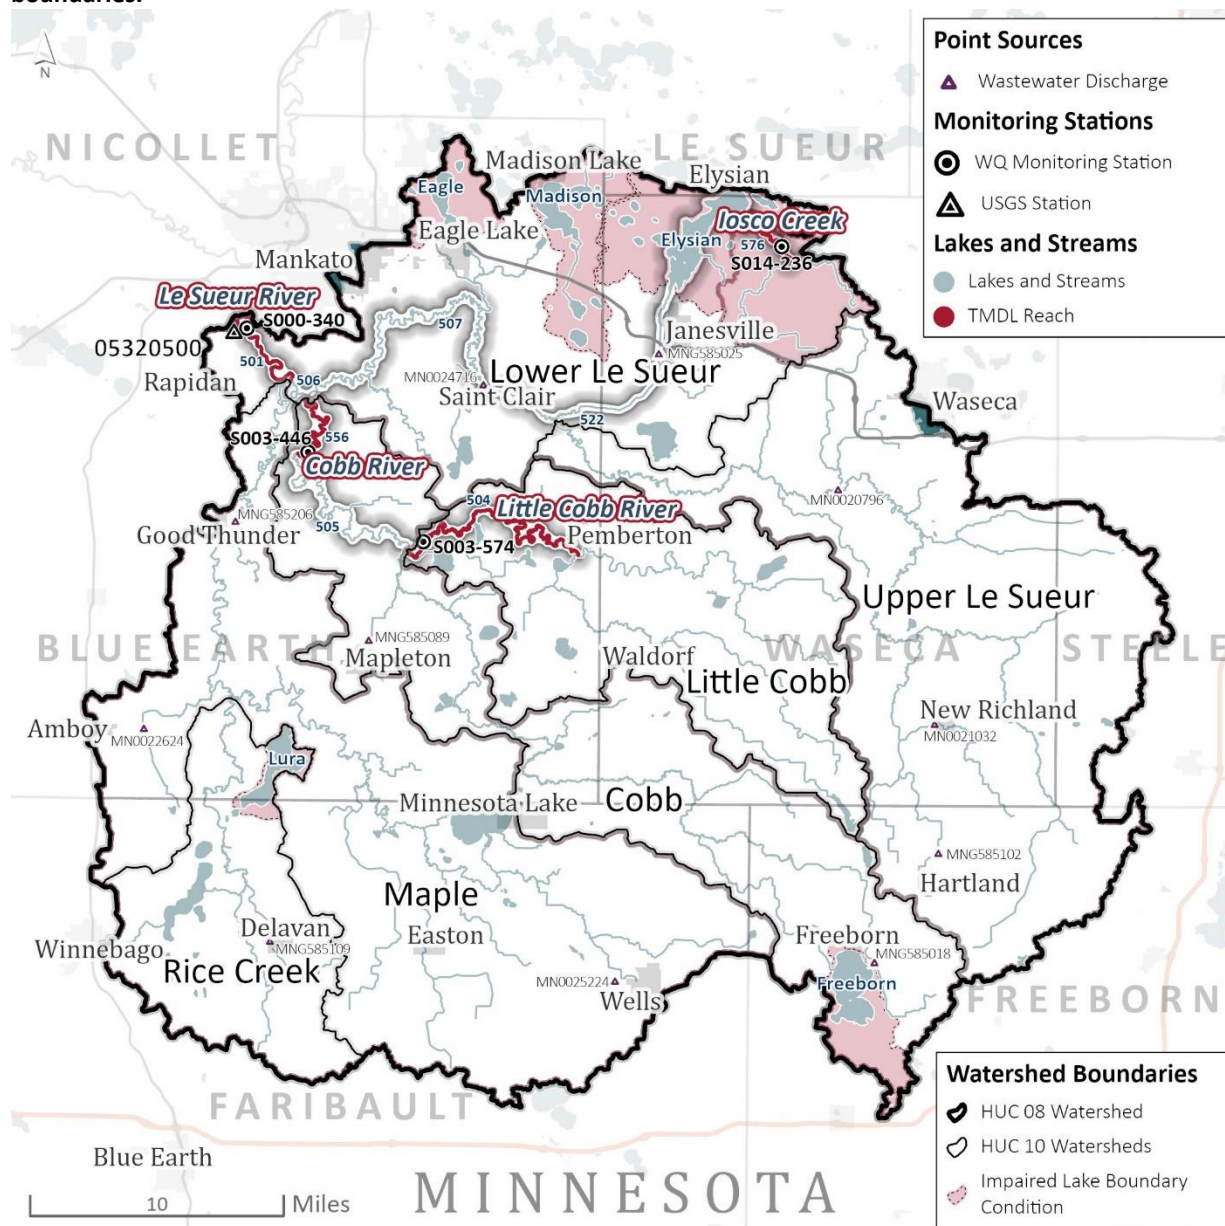 boundaries.
N
Point Sources
Wastewater Discharge
Monitoring Stations
WQ Monitoring Station
USGS Station
Lakes and Streams
Lakes and Streams
TMDL Reach
NICOLLET
LE SUEUR
Madison Lake
Elysian
Eagle
Madison
Iosco Creek
Eagle Lake
Elysian
576
S014-236
Mankato
Le Sueur River
S000-340
507
05320500
Janesville
MNG585025
501
Rapidan
506
MN0024716
Lower Le Sueur
Saint Clair
Waseca
522
S003-446
556
Cobb River
MN0020796
504
Little Cobb River
MNG585206
505
Good Thunder
Pemberton
S003-574
Upper Le Sueur
BLUE EARTH
MNG585089
Mapleton
Waldorf
WASECA
STEELE
Little Cobb
Amboy
MN0022624
New Richland
MN0021032
Lura
Minnesota Lake
Cobb
MNG585102
Hartland
Maple
Winnebago
Delavan
MNG585109
Easton
Freeborn
MNG585018
Rice Creek
MN0025224
Wells
Freeborn
FREEBORN
FARIBAULT
Watershed Boundaries
HUC 08 Watershed
HUC 10 Watersheds
Impaired Lake Boundary
Condition
Blue Earth
10
Miles
MINNESOTA